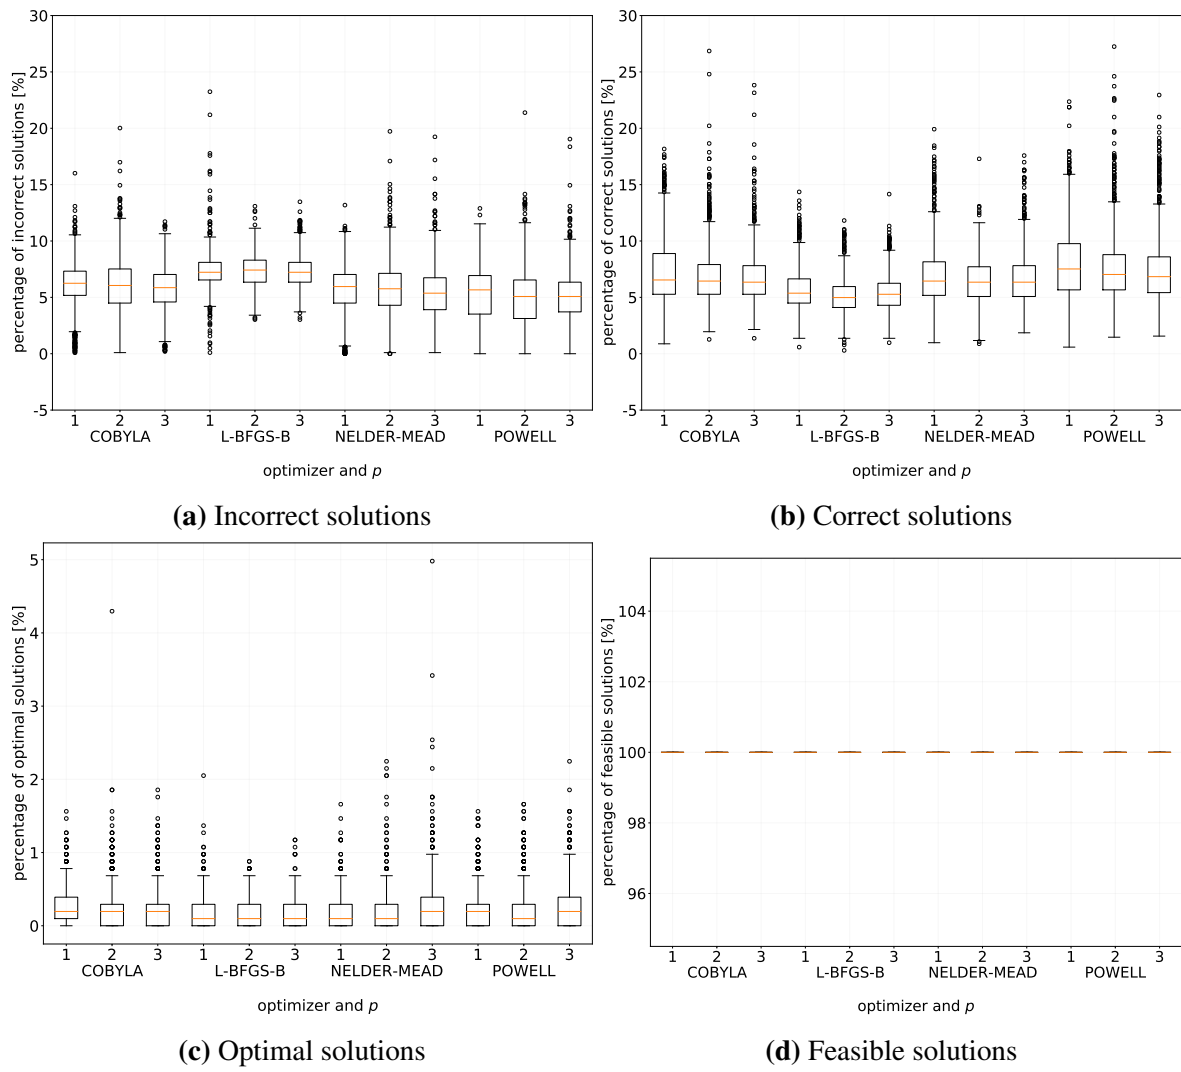 percentage of incorrect solutions [%]
30
25
20
15
10
5
0
-5
1 2 3 1 2 3 1 2 3 1 2 3
COBYLA L-BFGS-B NELDER-MEAD POWELL
optimizer and p
(a) Incorrect solutions
percentage of correct solutions [%]
30
25
20
15
10
5
0
-5
1 2 3 1 2 3 1 2 3 1 2 3
COBYLA L-BFGS-B NELDER-MEAD POWELL
optimizer and p
(b) Correct solutions
percentage of optimal solutions [%]
5
4
3
2
1
0
1 2 3 1 2 3 1 2 3 1 2 3
COBYLA L-BFGS-B NELDER-MEAD POWELL
optimizer and p
(c) Optimal solutions
percentage of feasible solutions [%]
104
102
100
98
96
1 2 3 1 2 3 1 2 3 1 2 3
COBYLA L-BFGS-B NELDER-MEAD POWELL
optimizer and p
(d) Feasible solutions